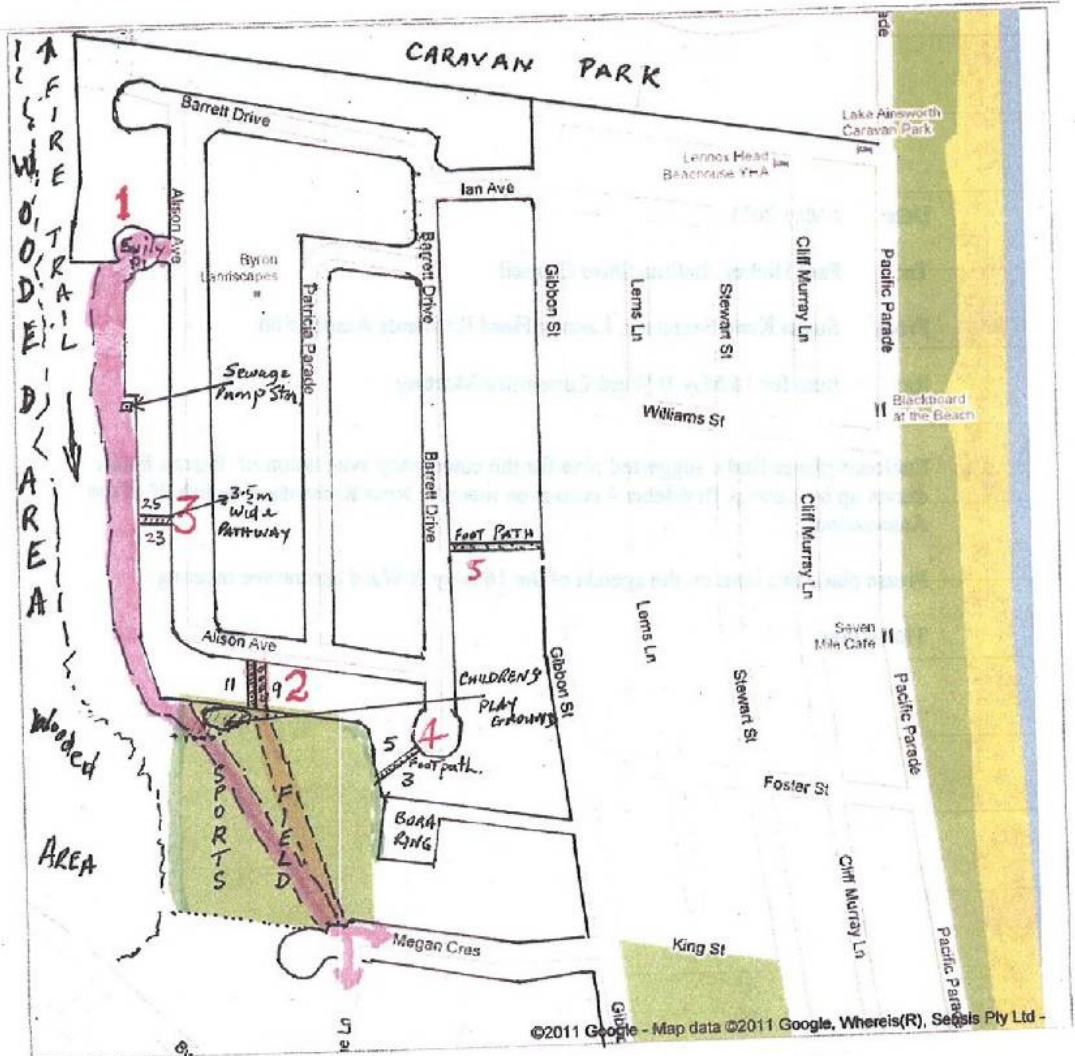 CARAVAN PARK
FIRE TRAIL
WOODED AREA
Barrett Drive
Lake Ainsworth
Caravan Park
Lennox Head
Beachouse YHA
Ian Ave
1
Alison Ave
Byron
Landscapes
Patricia Parade
Barrett Drive
Gibbon St
Lerns Ln
Stewart St
Cliff Murray Ln
Pacific Parade
Sewage
Pump Stn.
Williams St
Blackboard
at the Beach
Barrett Drive
25
3
3.5m
Wide
PATHWAY
23
FOOT PATH
5
Cliff Murray Ln
Lerns Ln
Seven
Mile Cafe
Alison Ave
11
9
2
CHILDRENS
PLAY
GROUND
Gibbon St
Stewart St
Pacific Parade
4
5
3
Footpath.
Wooded
AREA
SPORTS
FIELD
BORA
RING
Foster St
Cliff Murray Ln
Megan Cres
King St
Pacific Parade
©2011 Google - Map data ©2011 Google, Whereis(R), Sensis Pty Ltd -